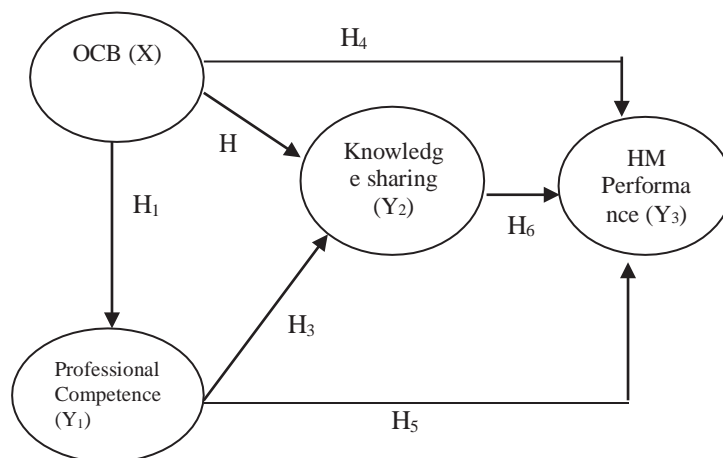 OCB (X)
H₄
H
Knowledg
e sharing
(Y₂)
HM
Performa
nce (Y₃)
H₁
H₆
H₃
Professional
Competence
(Y₁)
H₅